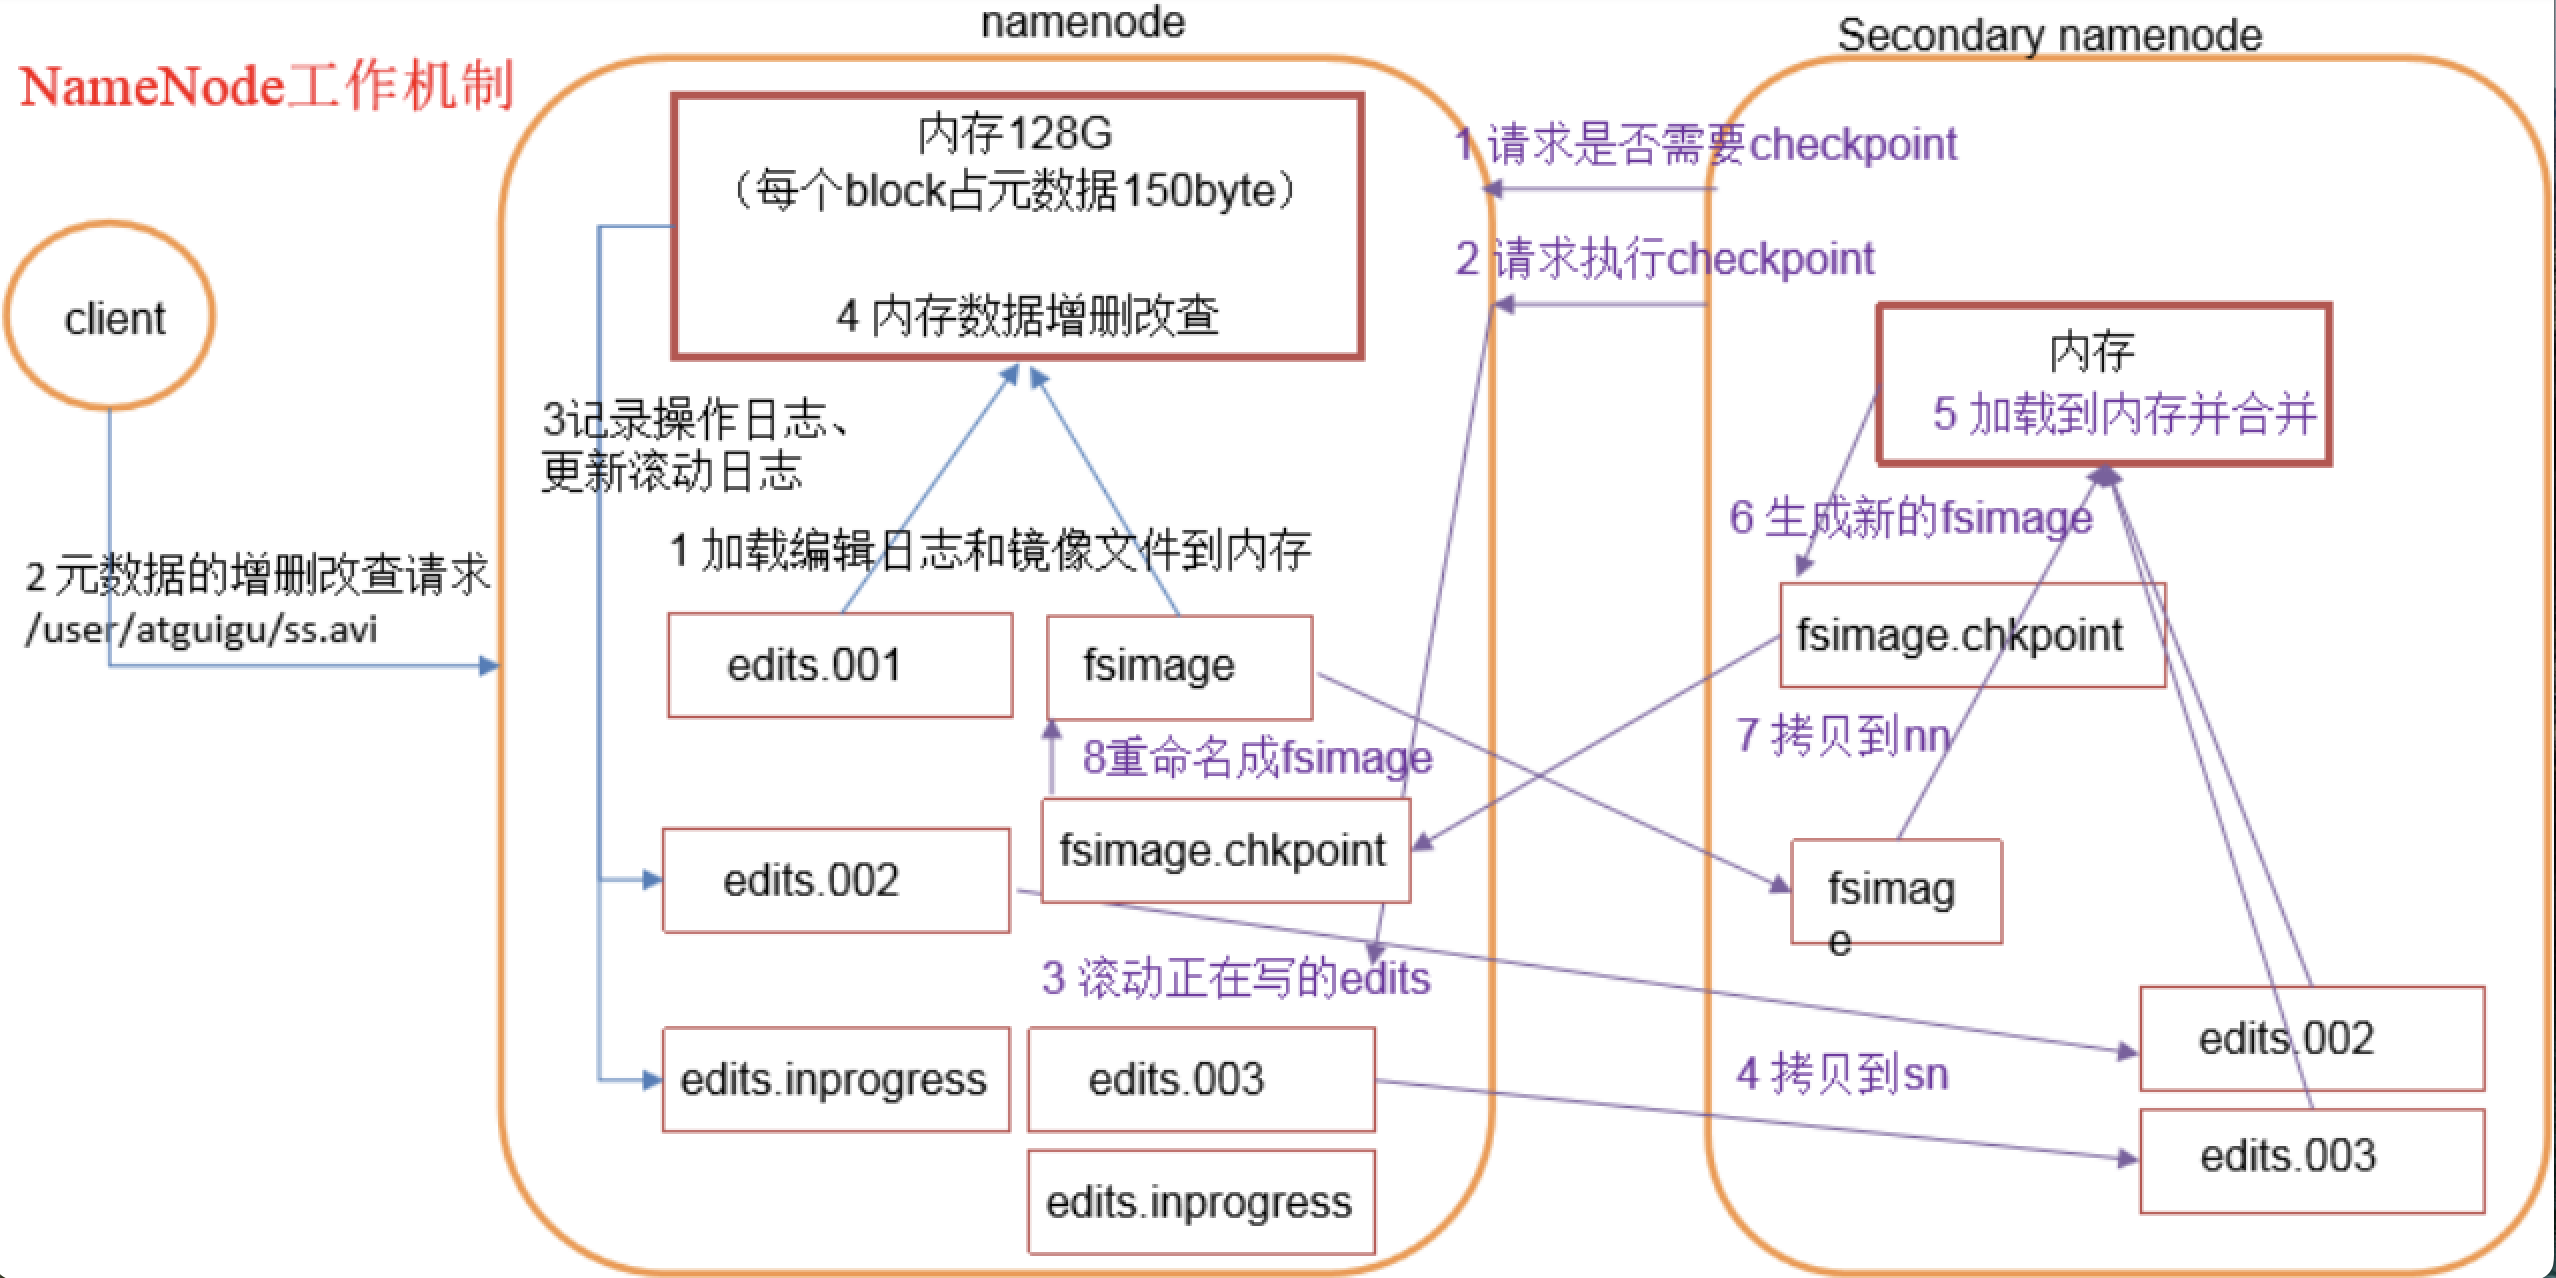 NameNode工作机制
client
2 元数据的增删改查请求
/user/atguigu/ss.avi
namenode
内存128G
（每个block占元数据150byte）
4 内存数据增删改查
3记录操作日志、
更新滚动日志
1 加载编辑日志和镜像文件到内存
edits.001
fsimage
8重命名成fsimage
edits.002
fsimage.chkpoint
3 滚动正在写的edits
edits.inprogress
edits.003
edits.inprogress
1 请求是否需要checkpoint
2 请求执行checkpoint
Secondary namenode
内存
5 加载到内存并合并
6 生成新的fsimage
fsimage.chkpoint
7 拷贝到nn
fsimag
e
4 拷贝到sn
edits.002
edits.003